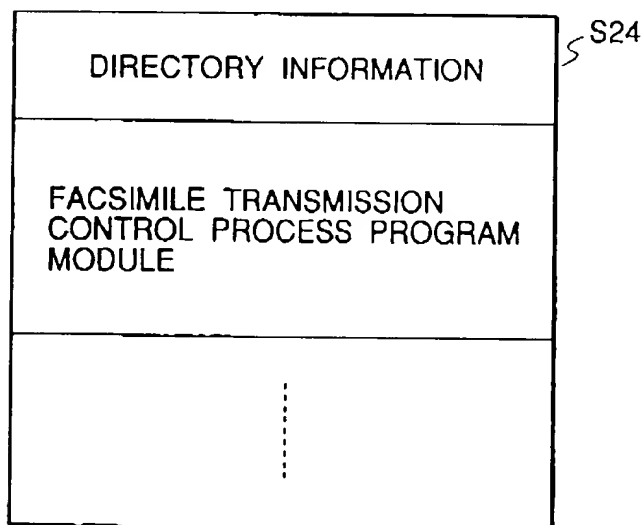 S24
DIRECTORY INFORMATION
FACSIMILE TRANSMISSION
CONTROL PROCESS PROGRAM
MODULE